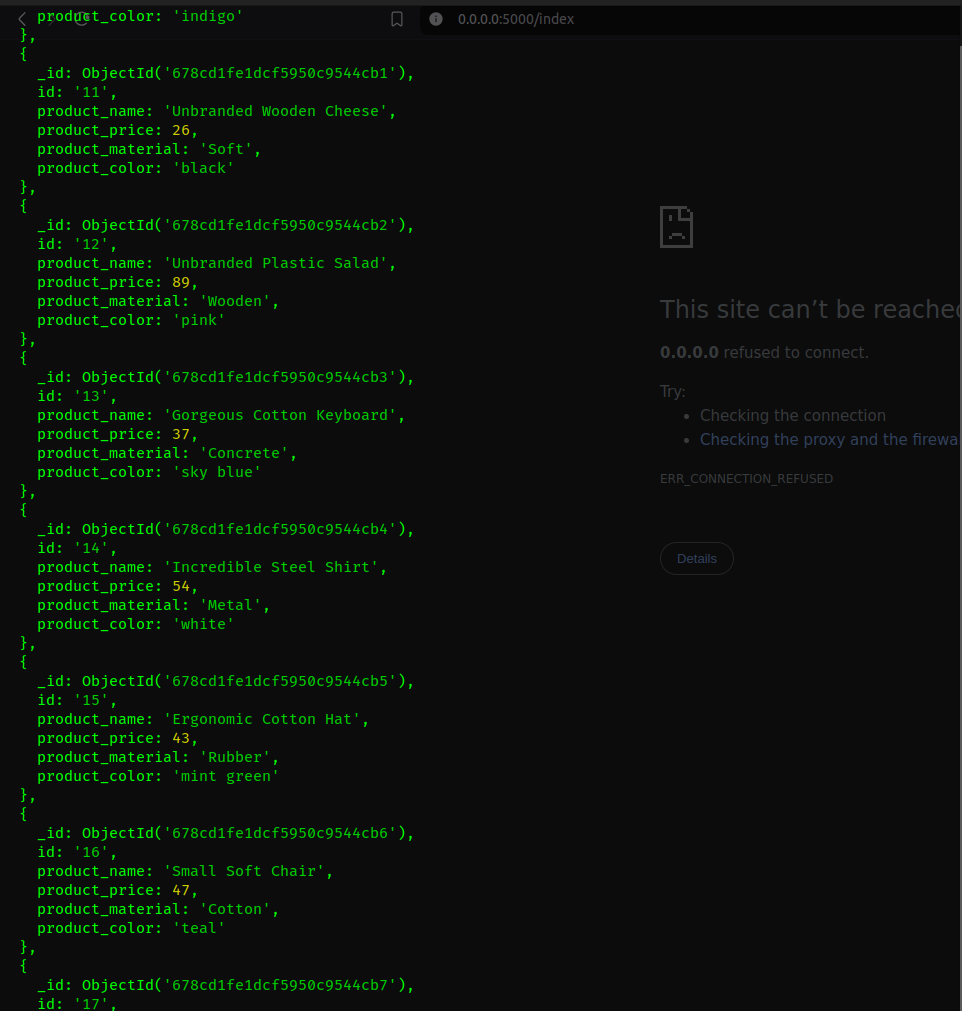 product_color: 'indigo'
},
{
_id: ObjectId('678cd1fe1dcf5950c9544cb1'),
id: '11',
product_name: 'Unbranded Wooden Cheese',
product_price: 26,
product_material: 'Soft',
product_color: 'black'
},
{
_id: ObjectId('678cd1fe1dcf5950c9544cb2'),
id: '12',
product_name: 'Unbranded Plastic Salad',
product_price: 89,
product_material: 'Wooden',
product_color: 'pink'
},
{
_id: ObjectId('678cd1fe1dcf5950c9544cb3'),
id: '13',
product_name: 'Gorgeous Cotton Keyboard',
product_price: 37,
product_material: 'Concrete',
product_color: 'sky blue'
},
{
_id: ObjectId('678cd1fe1dcf5950c9544cb4'),
id: '14',
product_name: 'Incredible Steel Shirt',
product_price: 54,
product_material: 'Metal',
product_color: 'white'
},
{
_id: ObjectId('678cd1fe1dcf5950c9544cb5'),
id: '15',
product_name: 'Ergonomic Cotton Hat',
product_price: 43,
product_material: 'Rubber',
product_color: 'mint green'
},
{
_id: ObjectId('678cd1fe1dcf5950c9544cb6'),
id: '16',
product_name: 'Small Soft Chair',
product_price: 47,
product_material: 'Cotton',
product_color: 'teal'
},
{
_id: ObjectId('678cd1fe1dcf5950c9544cb7'),
id: '17',
0.0.0.0:5000/index
This site can’t be reached
0.0.0.0 refused to connect.
Try:
• Checking the connection
• Checking the proxy and the firewa
ERR_CONNECTION_REFUSED
Details